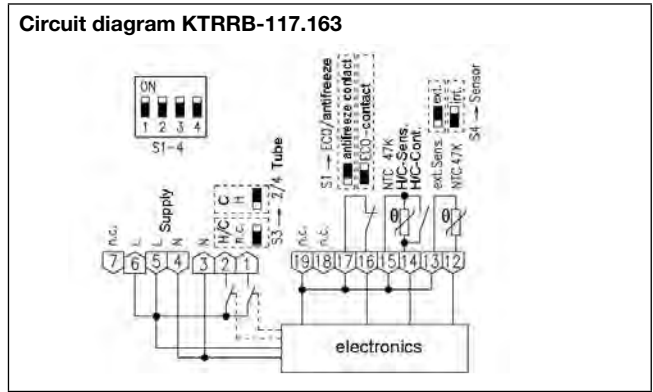 Circuit diagram KTRRB-117.163
ON
1 2 3 4
S1-4
S1 → ECO/antifreeze
antifreeze contact
ECO-contact
NTC 47K
H/C-Sens.
H/C-Cont.
ext.
int.
S4 → Sensor
ext.Sens.
NTC 47K
n.c.
L
L
Supply
N
N
H/C
C
n.c.
H
S3 → 2/4 Tube
n.c.
n.c.
θ
θ
7 6 5 4 3 2 1
19 18 17 16 15 14 13 12
electronics